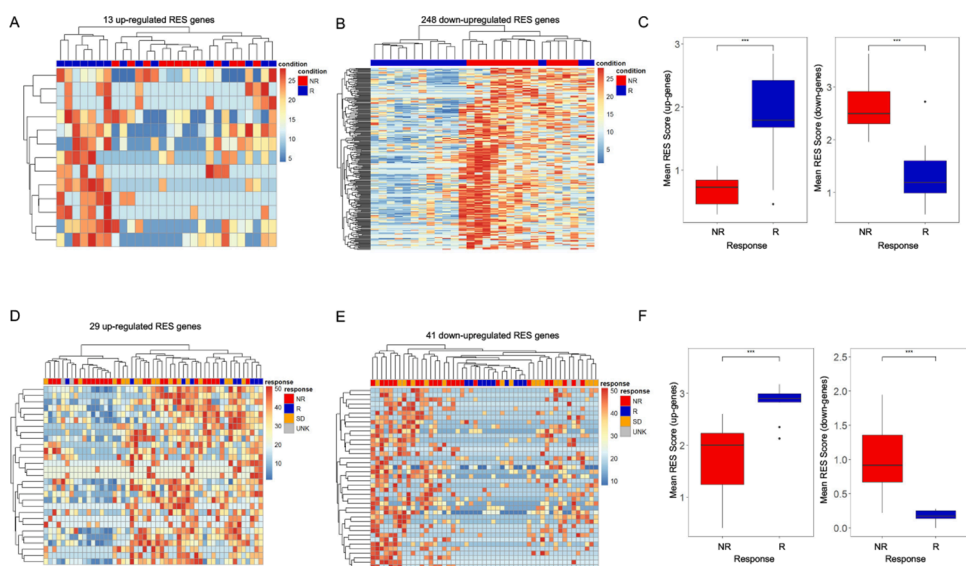 A
13 up-regulated RES genes
condition
condition
NR
R
25
20
15
10
5
B
248 down-upregulated RES genes
condition
condition
NR
R
25
20
15
10
5
C
Mean RES Score (up-genes)
3
2
1
***
NR
R
Response
Mean RES Score (down-genes)
3
2
1
***
NR
R
Response
D
29 up-regulated RES genes
response
response
NR
R
SD
UNK
50
40
30
20
10
E
41 down-upregulated RES genes
response
response
NR
R
SD
UNK
50
40
30
20
10
F
Mean RES Score (up-genes)
3
2
1
***
NR
R
Response
Mean RES Score (down-genes)
2.5
2.0
1.5
1.0
0.5
0.0
***
NR
R
Response